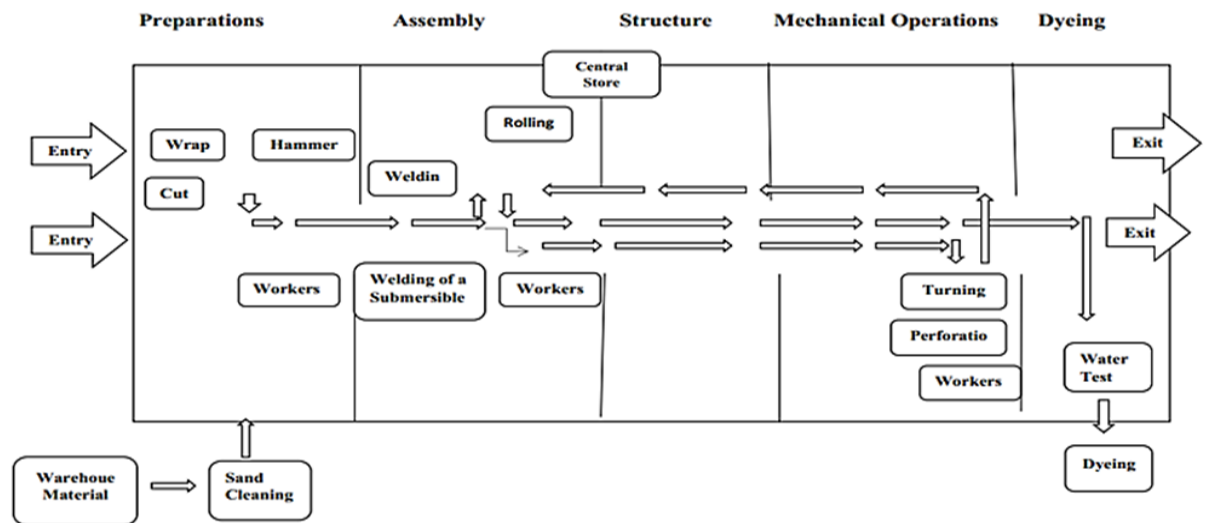 Preparations
Assembly
Structure
Mechanical Operations
Dyeing
Central
Store
Rolling
Entry
Wrap
Hammer
Exit
Weldin
Cut
Entry
Exit
Workers
Welding of a
Submersible
Workers
Turning
Perforatio
Water
Test
Workers
Warehoue
Material
Sand
Cleaning
Dyeing